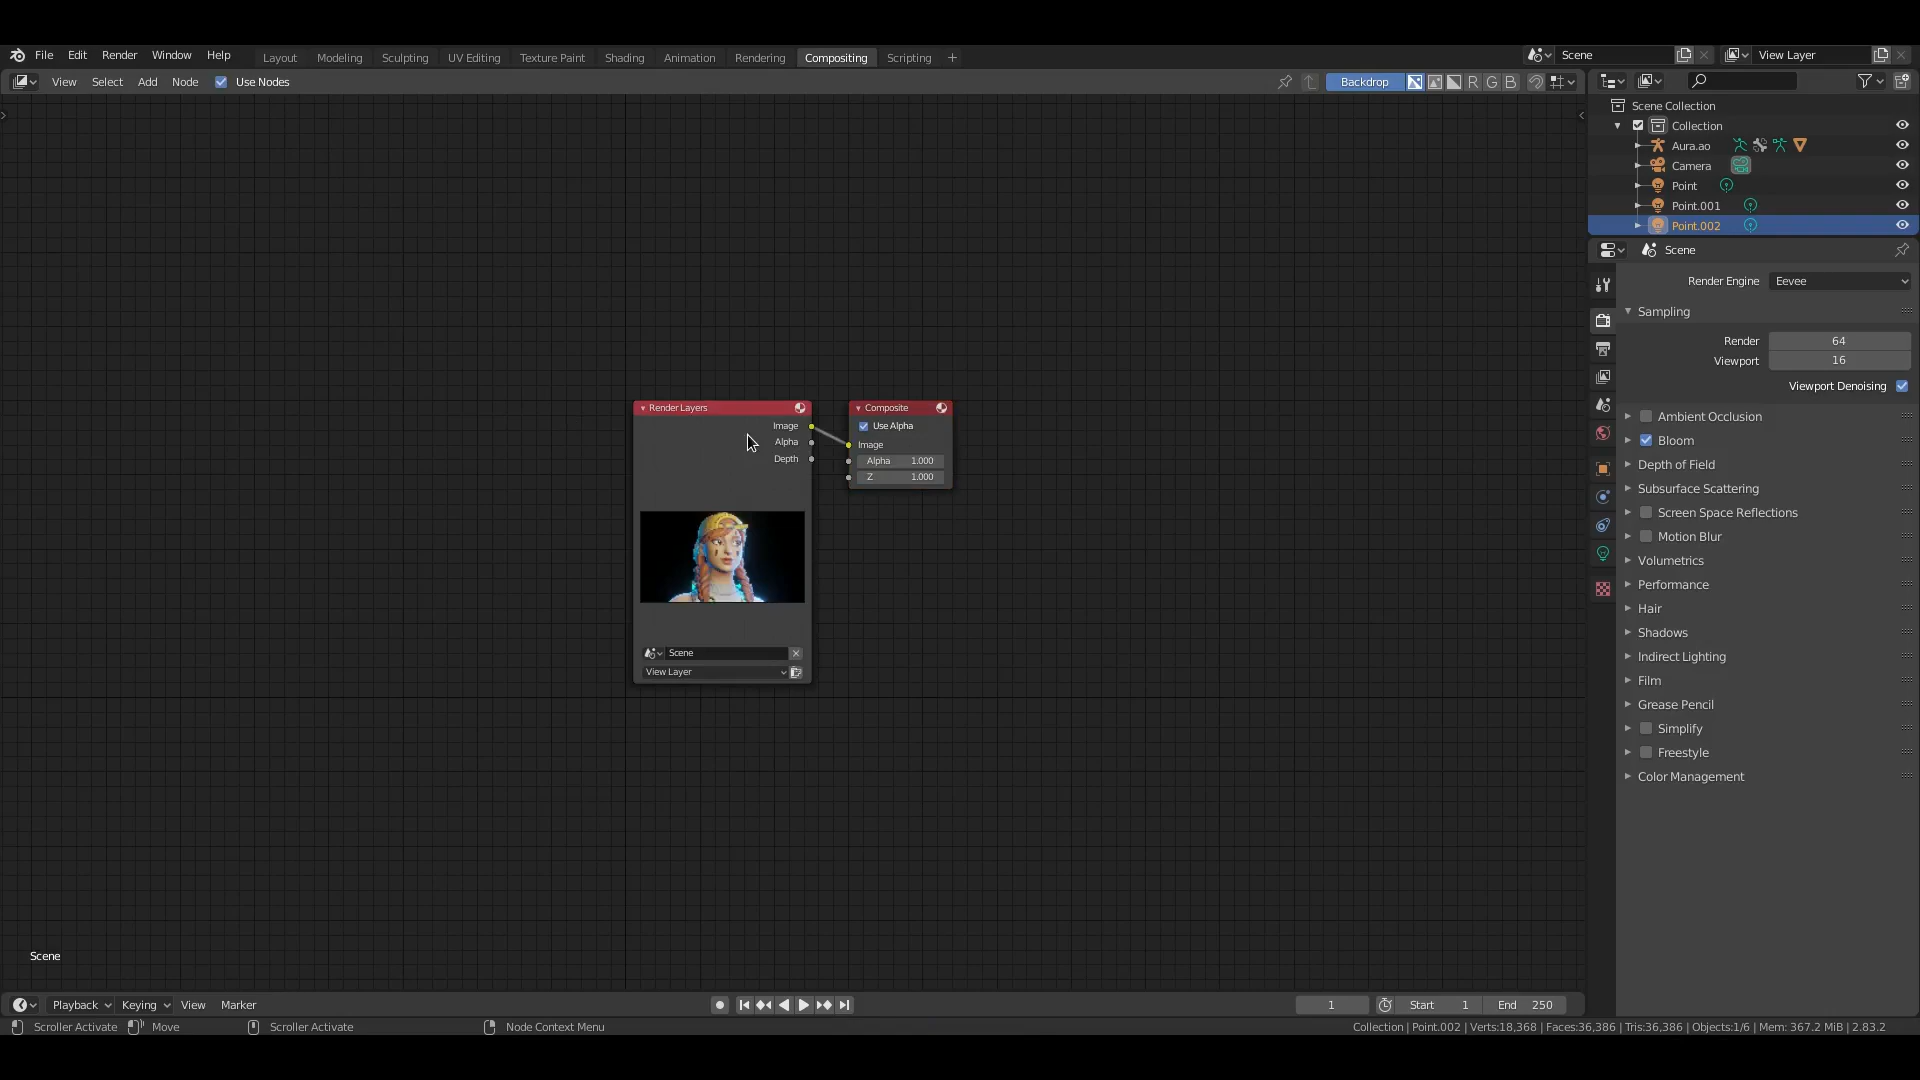 File Edit Render Window Help Layout Modeling Sculpting UV Editing Texture Paint Shading Animation Rendering Compositing Scripting + Scene View Layer
View Select Add Node Use Nodes Backdrop R G B
Scene Collection
Collection
Aura.ao
Camera
Point
Point.001
Point.002
Scene
Render Engine Eevee
Sampling
Render 64
Viewport 16
Viewport Denoising
Ambient Occlusion
Bloom
Depth of Field
Subsurface Scattering
Screen Space Reflections
Motion Blur
Volumetrics
Performance
Hair
Shadows
Indirect Lighting
Film
Grease Pencil
Simplify
Freestyle
Color Management
Render Layers
Image
Alpha
Depth
Scene
View Layer
Composite
Use Alpha
Image
Alpha 1.000
Z 1.000
Scene
Playback Keying View Marker 1 Start 1 End 250
Scroller Activate Move Scroller Activate Node Context Menu Collection | Point.002 | Verts:18,368 | Faces:36,386 | Tris:36,386 | Objects:1/6 | Mem: 367.2 MiB | 2.83.2